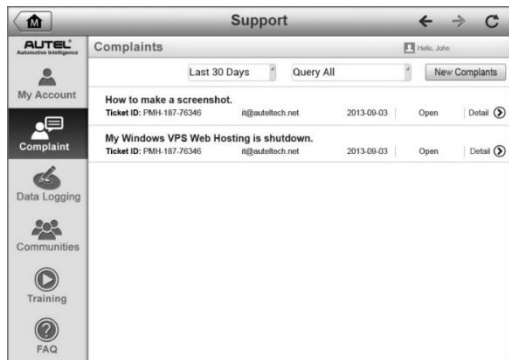 M
Support
AUTEL
Automotive Intelligence
Complaints
Hello, John
Last 30 Days
Query All
New Complants
My Account
How to make a screenshot.
Ticket ID: PMH-187-76346 it@auteltech.net 2013-09-03 Open Detail
Complaint
My Windows VPS Web Hosting is shutdown.
Ticket ID: PMH-187-76346 it@auteltech.net 2013-09-03 Open Detail
Data Logging
Communities
Training
FAQ